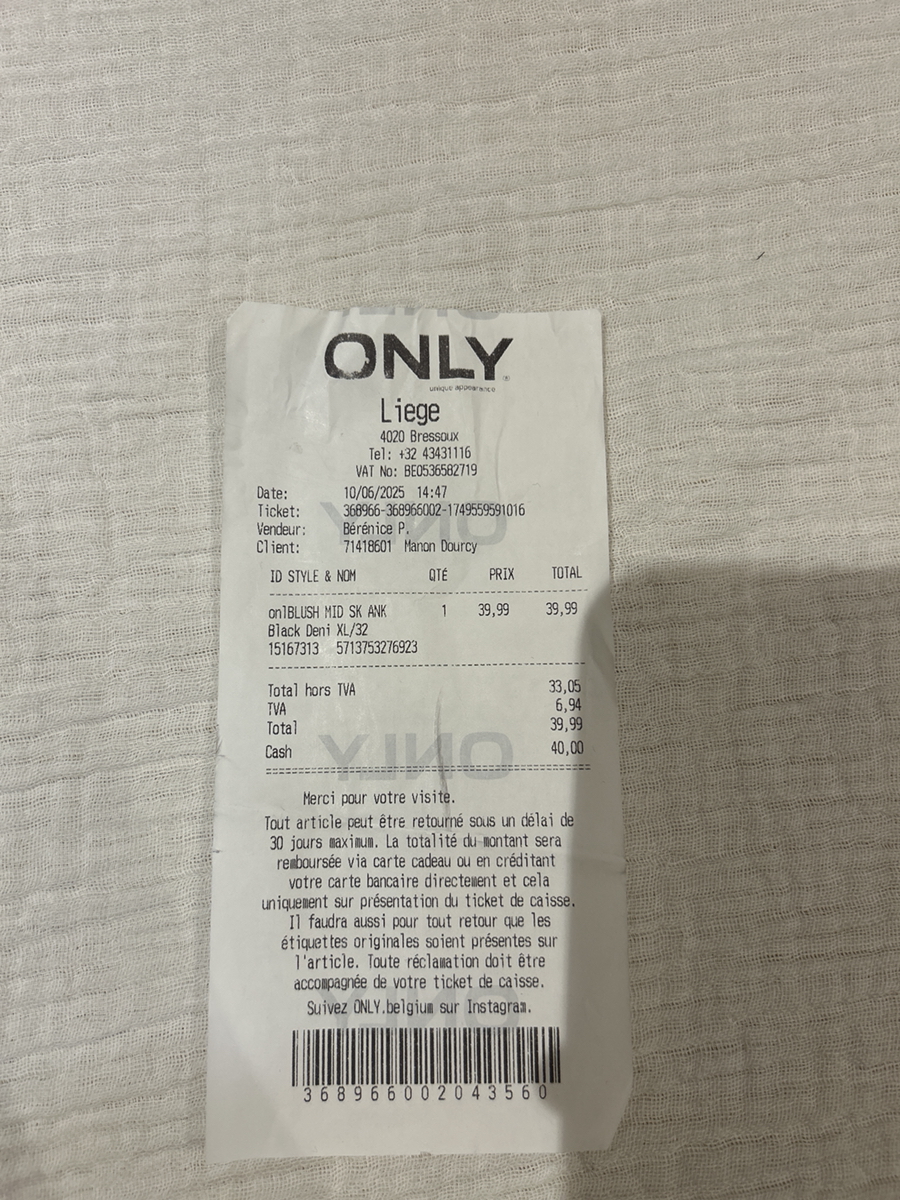 ONLY
unique appearance
Liege
4020 Bressoux
Tel: +32 43431116
VAT No: BE0536582719
Date: 10/06/2025 14:47
Ticket: 368966-368966002-1749559591016
Vendeur: Bérénice P.
Client: 71418601 Manon Dourcy
ID STYLE & NOM QTÉ PRIX TOTAL
onlBLUSH MID SK ANK 1 39,99 39,99
Black Deni XL/32
15167313 5713753276923
Total hors TVA 33,05
TVA 6,94
Total 39,99
Cash 40,00
Merci pour votre visite.
Tout article peut être retourné sous un délai de
30 jours maximum. La totalité du montant sera
remboursée via carte cadeau ou en créditant
votre carte bancaire directement et cela
uniquement sur présentation du ticket de caisse.
Il faudra aussi pour tout retour que les
étiquettes originales soient présentes sur
l'article. Toute réclamation doit être
accompagnée de votre ticket de caisse.
Suivez ONLY.belgium sur Instagram.
368966002043560